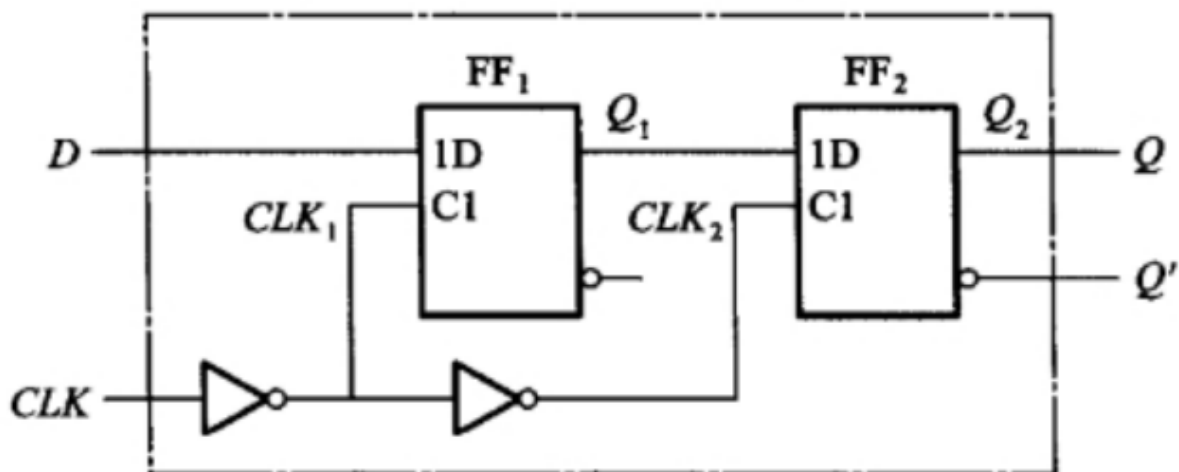 FF₁ FF₂
D 1D Q₁ 1D Q₂ Q
CLK₁ C1 CLK₂ C1
Q′
CLK